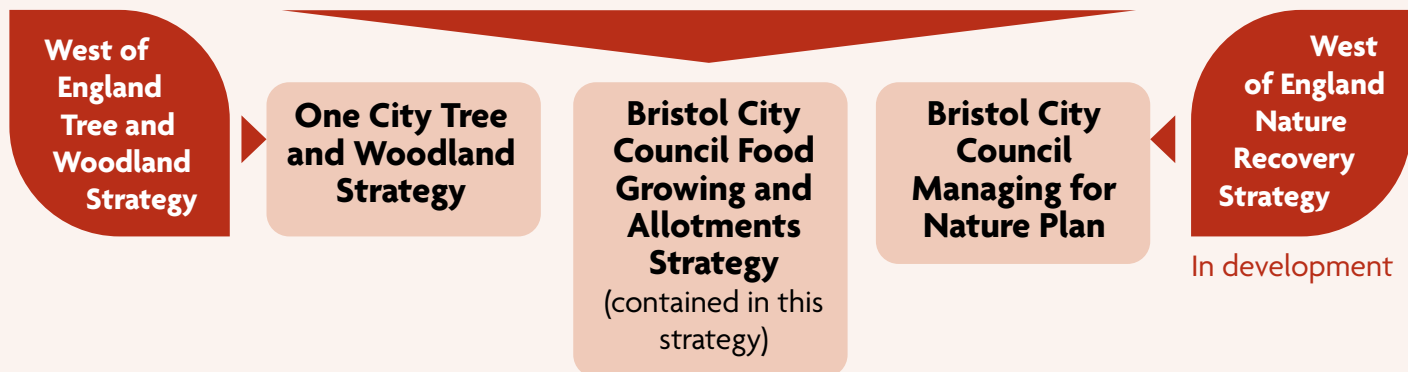 West of
England
Tree and
Woodland
Strategy
One City Tree
and Woodland
Strategy
Bristol City
Council Food
Growing and
Allotments
Strategy
(contained in this
strategy)
Bristol City
Council
Managing for
Nature Plan
West
of England
Nature
Recovery
Strategy
In development